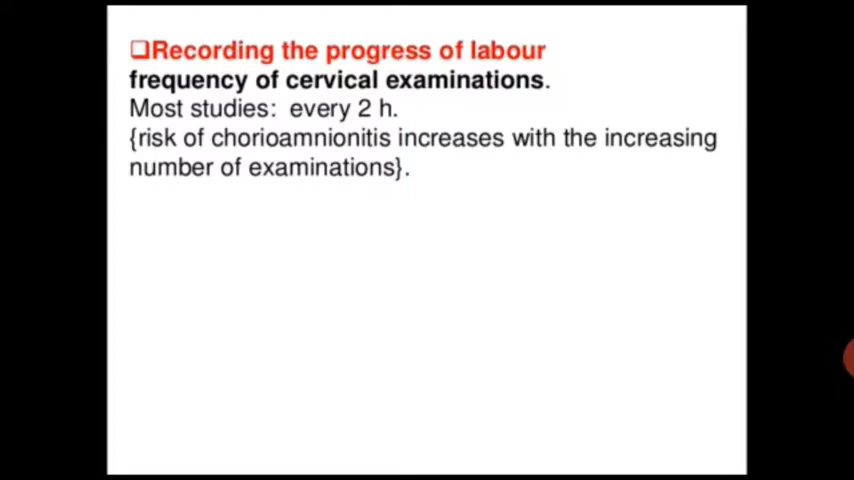 ❑Recording the progress of labour
frequency of cervical examinations.
Most studies: every 2 h.
{risk of chorioamnionitis increases with the increasing
number of examinations}.